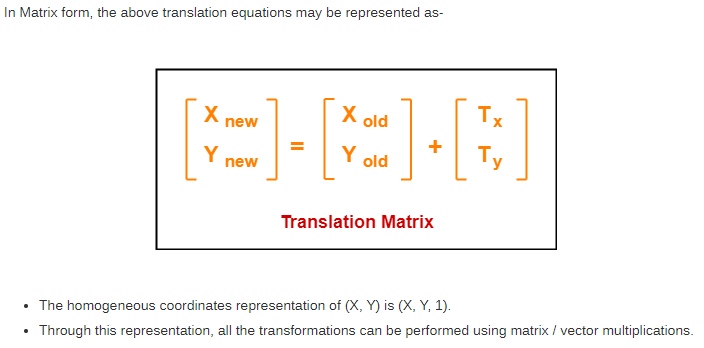 In Matrix form, the above translation equations may be represented as-
X new = X old + Tx
Y new Y old Ty
Translation Matrix
• The homogeneous coordinates representation of (X, Y) is (X, Y, 1).
• Through this representation, all the transformations can be performed using matrix / vector multiplications.